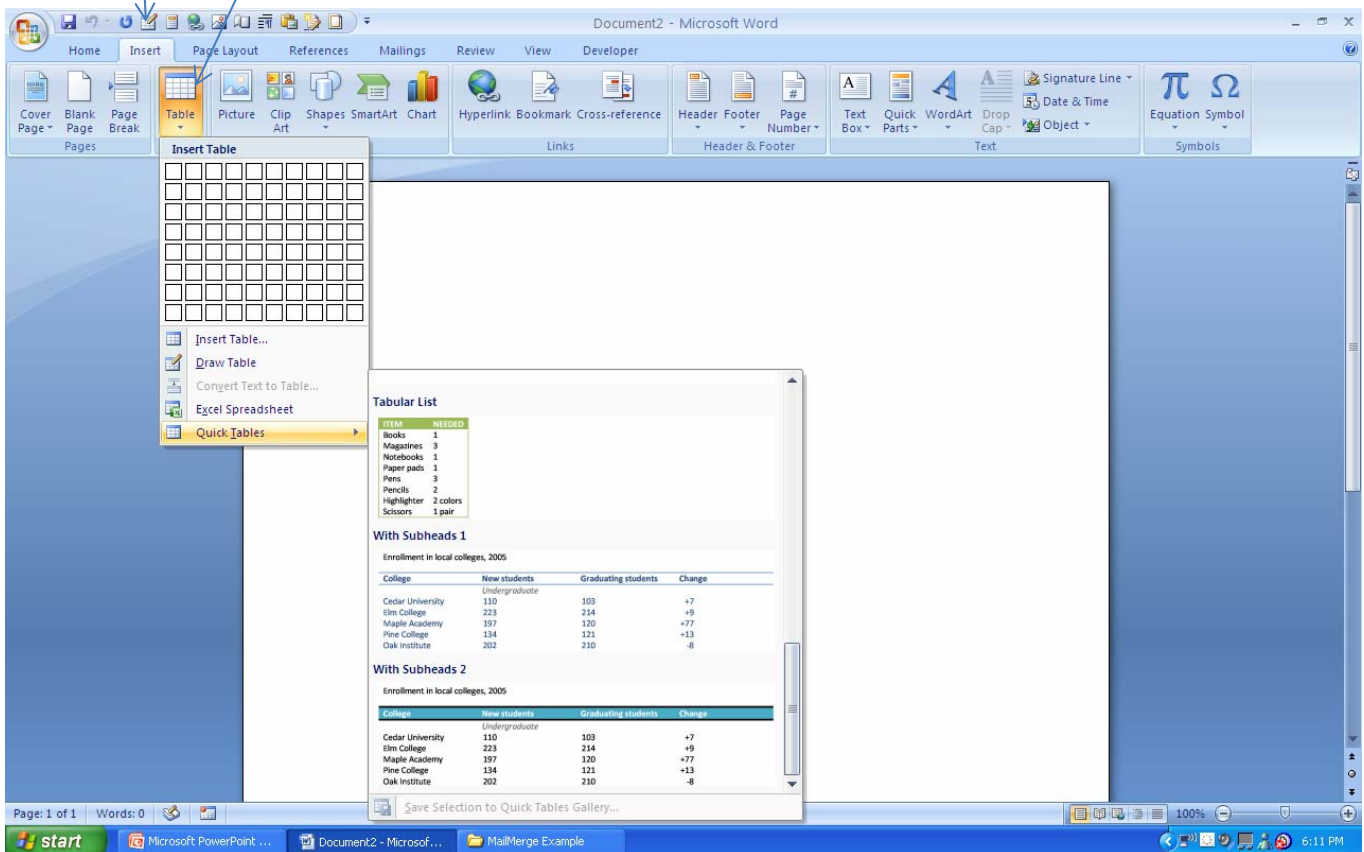 Document2 - Microsoft Word
Home Insert Page Layout References Mailings Review View Developer
Cover Page Blank Page Page Break
Table
Picture Clip Art Shapes SmartArt Chart
Hyperlink Bookmark Cross-reference
Header Footer Page Number
Text Box Quick Parts WordArt Drop Cap
Signature Line
Date & Time
Object
Equation Symbol
Pages Links Header & Footer Text Symbols
Insert Table
Insert Table...
Draw Table
Convert Text to Table...
Excel Spreadsheet
Quick Tables
Tabular List
ITEM NEEDED
Books 1
Magazines 3
Notebooks 1
Paper pads 1
Pens 3
Pencils 2
Highlighter 2 colors
Scissors 1 pair
With Subheads 1
Enrollment in local colleges, 2005
College New students Graduating students Change
Undergraduate
Cedar University 110 103 +7
Elm College 223 214 +9
Maple Academy 197 120 +77
Pine College 134 121 +13
Oak Institute 202 210 -8
With Subheads 2
Enrollment in local colleges, 2005
College New students Graduating students Change
Undergraduate
Cedar University 110 103 +7
Elm College 223 214 +9
Maple Academy 197 120 +77
Pine College 134 121 +13
Oak Institute 202 210 -8
Save Selection to Quick Tables Gallery...
Page: 1 of 1 Words: 0 100%
start Microsoft PowerPoint ... Document2 - Microsof... MailMerge Example 6:11 PM